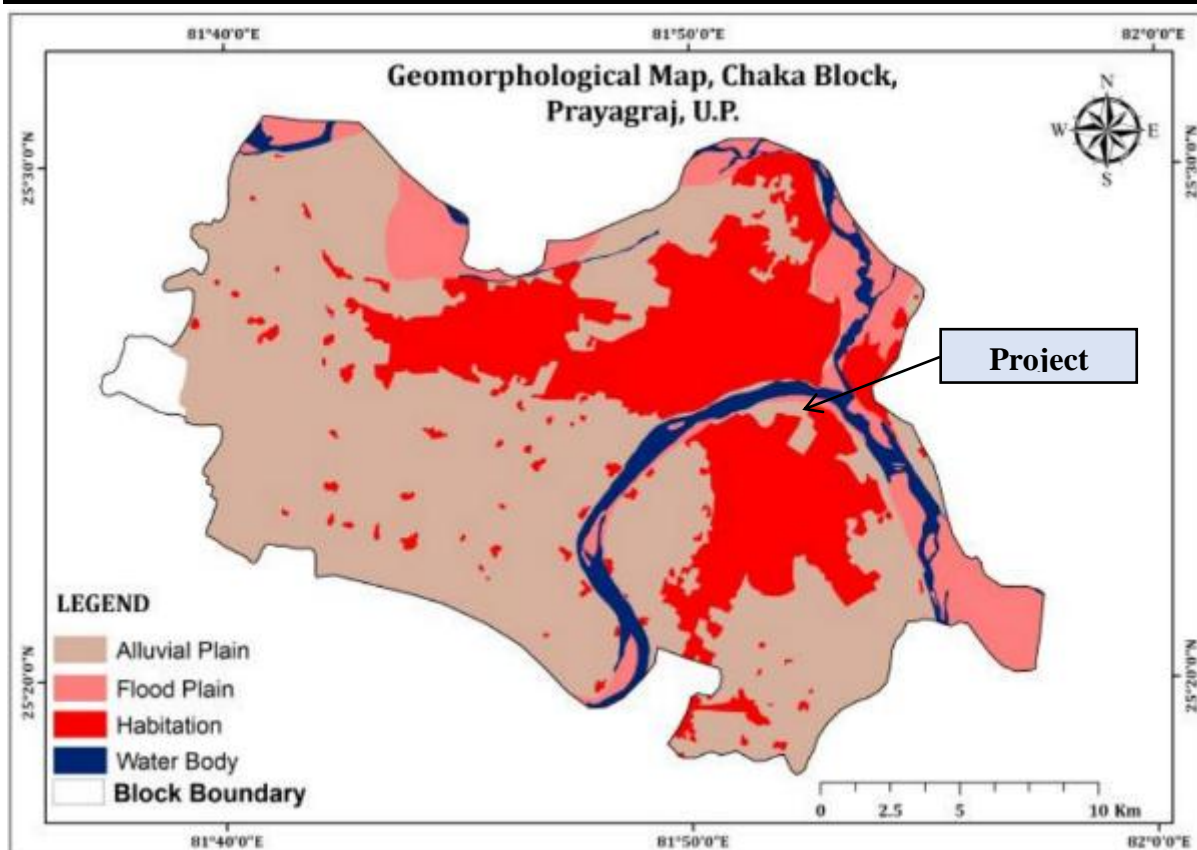 81°40'0"E
81°50'0"E
82°0'0"E
Geomorphological Map, Chaka Block,
Prayagraj, U.P.
N
W
E
S
25°30'0"N
25°30'0"N
Project
LEGEND
Alluvial Plain
Flood Plain
Habitation
Water Body
Block Boundary
25°20'0"N
25°20'0"N
0 2.5 5 10 Km
81°40'0"E
81°50'0"E
82°0'0"E